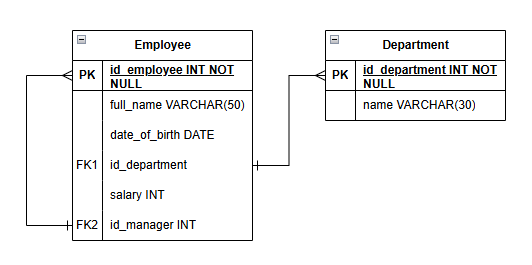 Employee
PK id_employee INT NOT
NULL
full_name VARCHAR(50)
date_of_birth DATE
FK1 id_department
salary INT
FK2 id_manager INT
Department
PK id_department INT NOT
NULL
name VARCHAR(30)